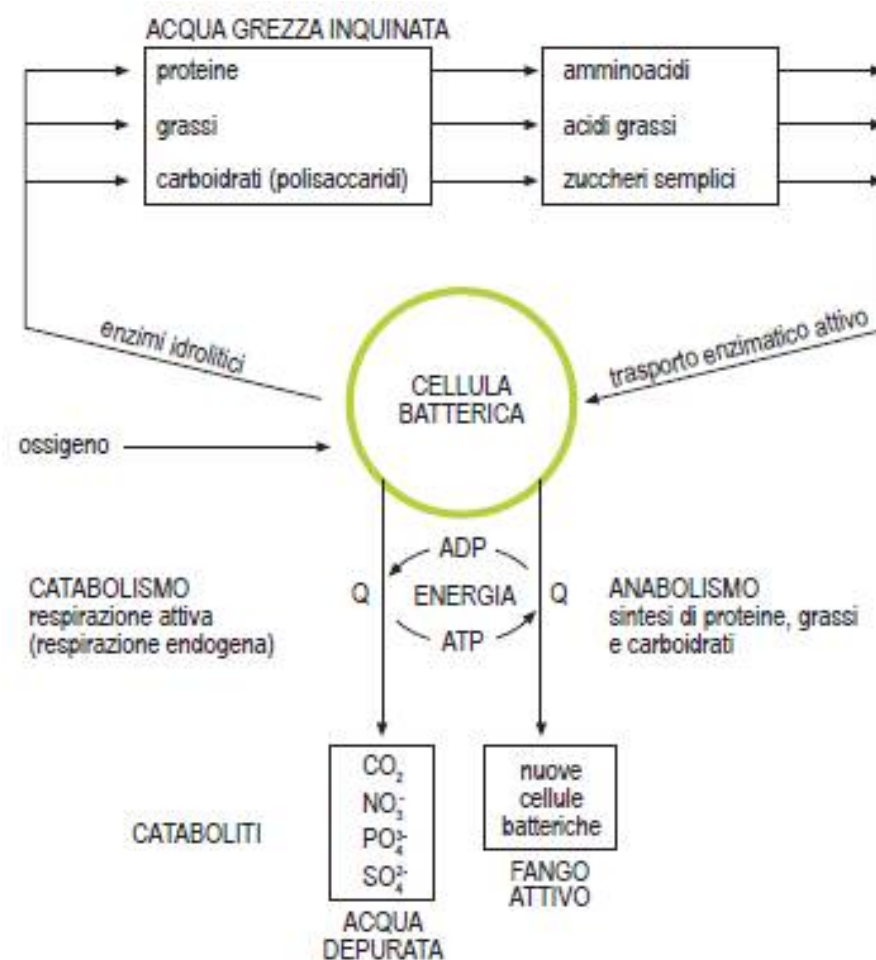 ACQUA GREZZA INQUINATA
proteine
grassi
carboidrati (polisaccaridi)
amminoacidi
acidi grassi
zuccheri semplici
enzimi idrolitici
trasporto enzimatico attivo
CELLULA
BATTERICA
ossigeno
CATABOLISMO
respirazione attiva
(respirazione endogena)
Q
ADP
ENERGIA
ATP
Q
ANABOLISMO
sintesi di proteine, grassi
e carboidrati
CATABOLITI
CO₂
NO₃⁻
PO₄³⁻
SO₄²⁻
ACQUA
DEPURATA
nuove
cellule
batteriche
FANGO
ATTIVO